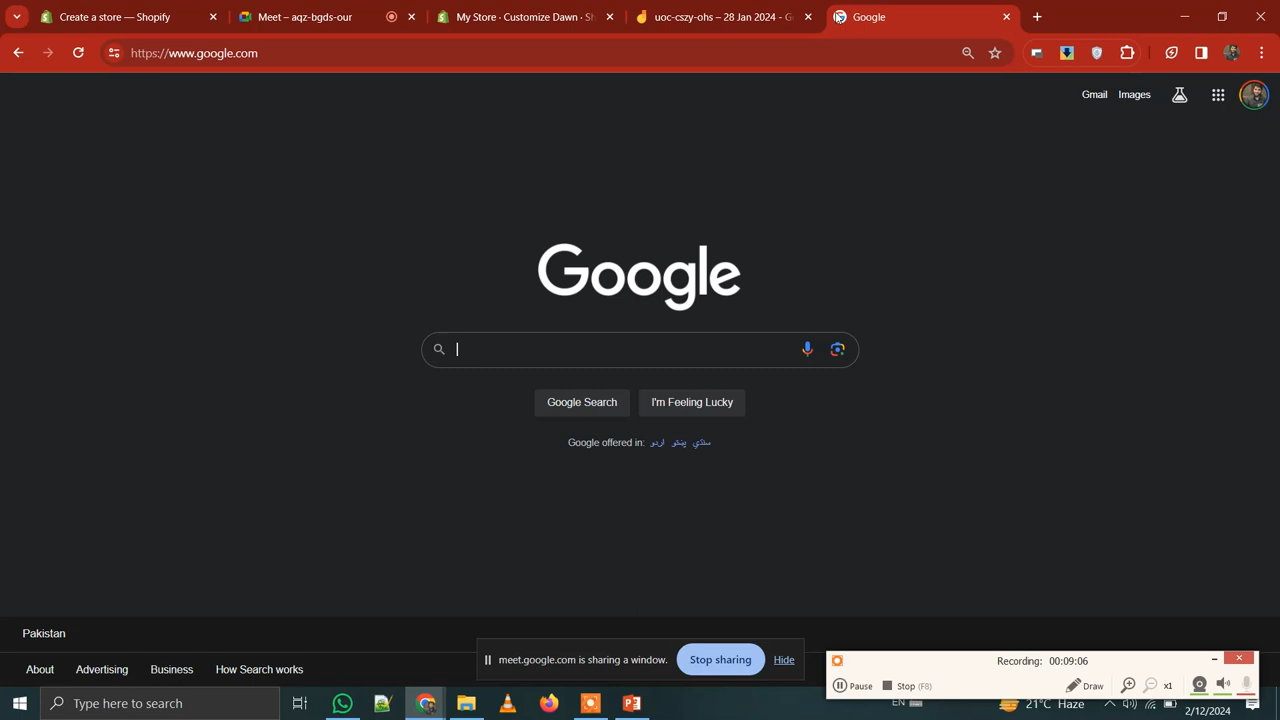 Create a store — Shopify
Meet – aqz-bgds-our
My Store · Customize Dawn · Sh
uoc-cszy-ohs – 28 Jan 2024 - G
Google
https://www.google.com
Gmail
Images
Google
Google Search
I'm Feeling Lucky
Google offered in: اردو پښتو سنڌي
Pakistan
About
Advertising
Business
How Search works
meet.google.com is sharing a window.
Stop sharing
Hide
Recording: 00:09:06
Pause
Stop (F8)
Draw
x1
Type here to search
EN
21°C Haze
2/12/2024